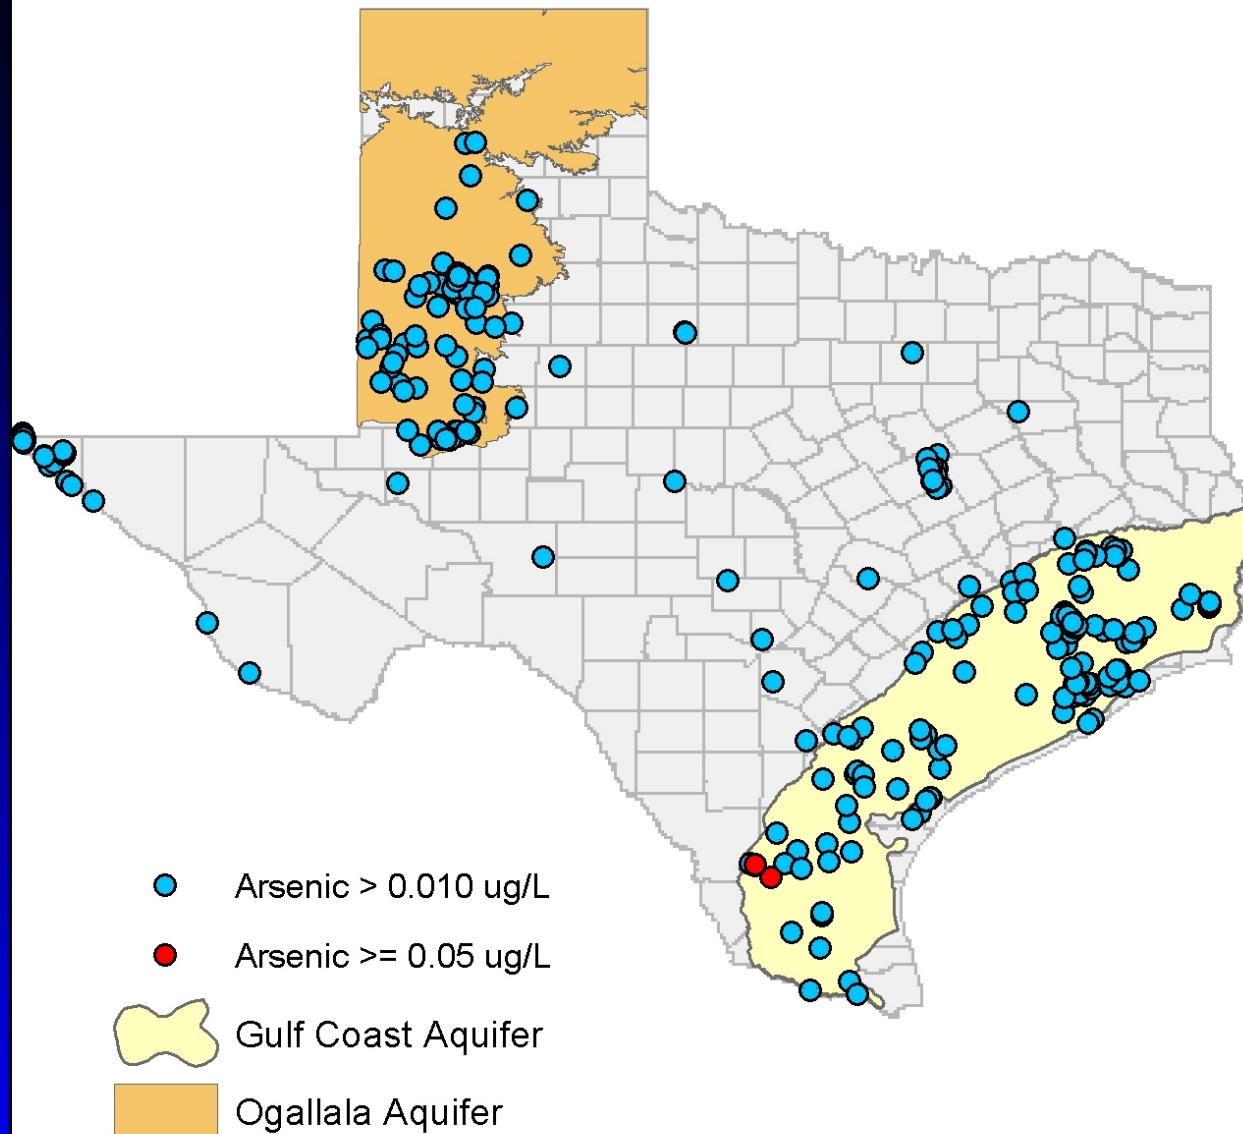 Arsenic > 0.010 ug/L
Arsenic >= 0.05 ug/L
Gulf Coast Aquifer
Ogallala Aquifer